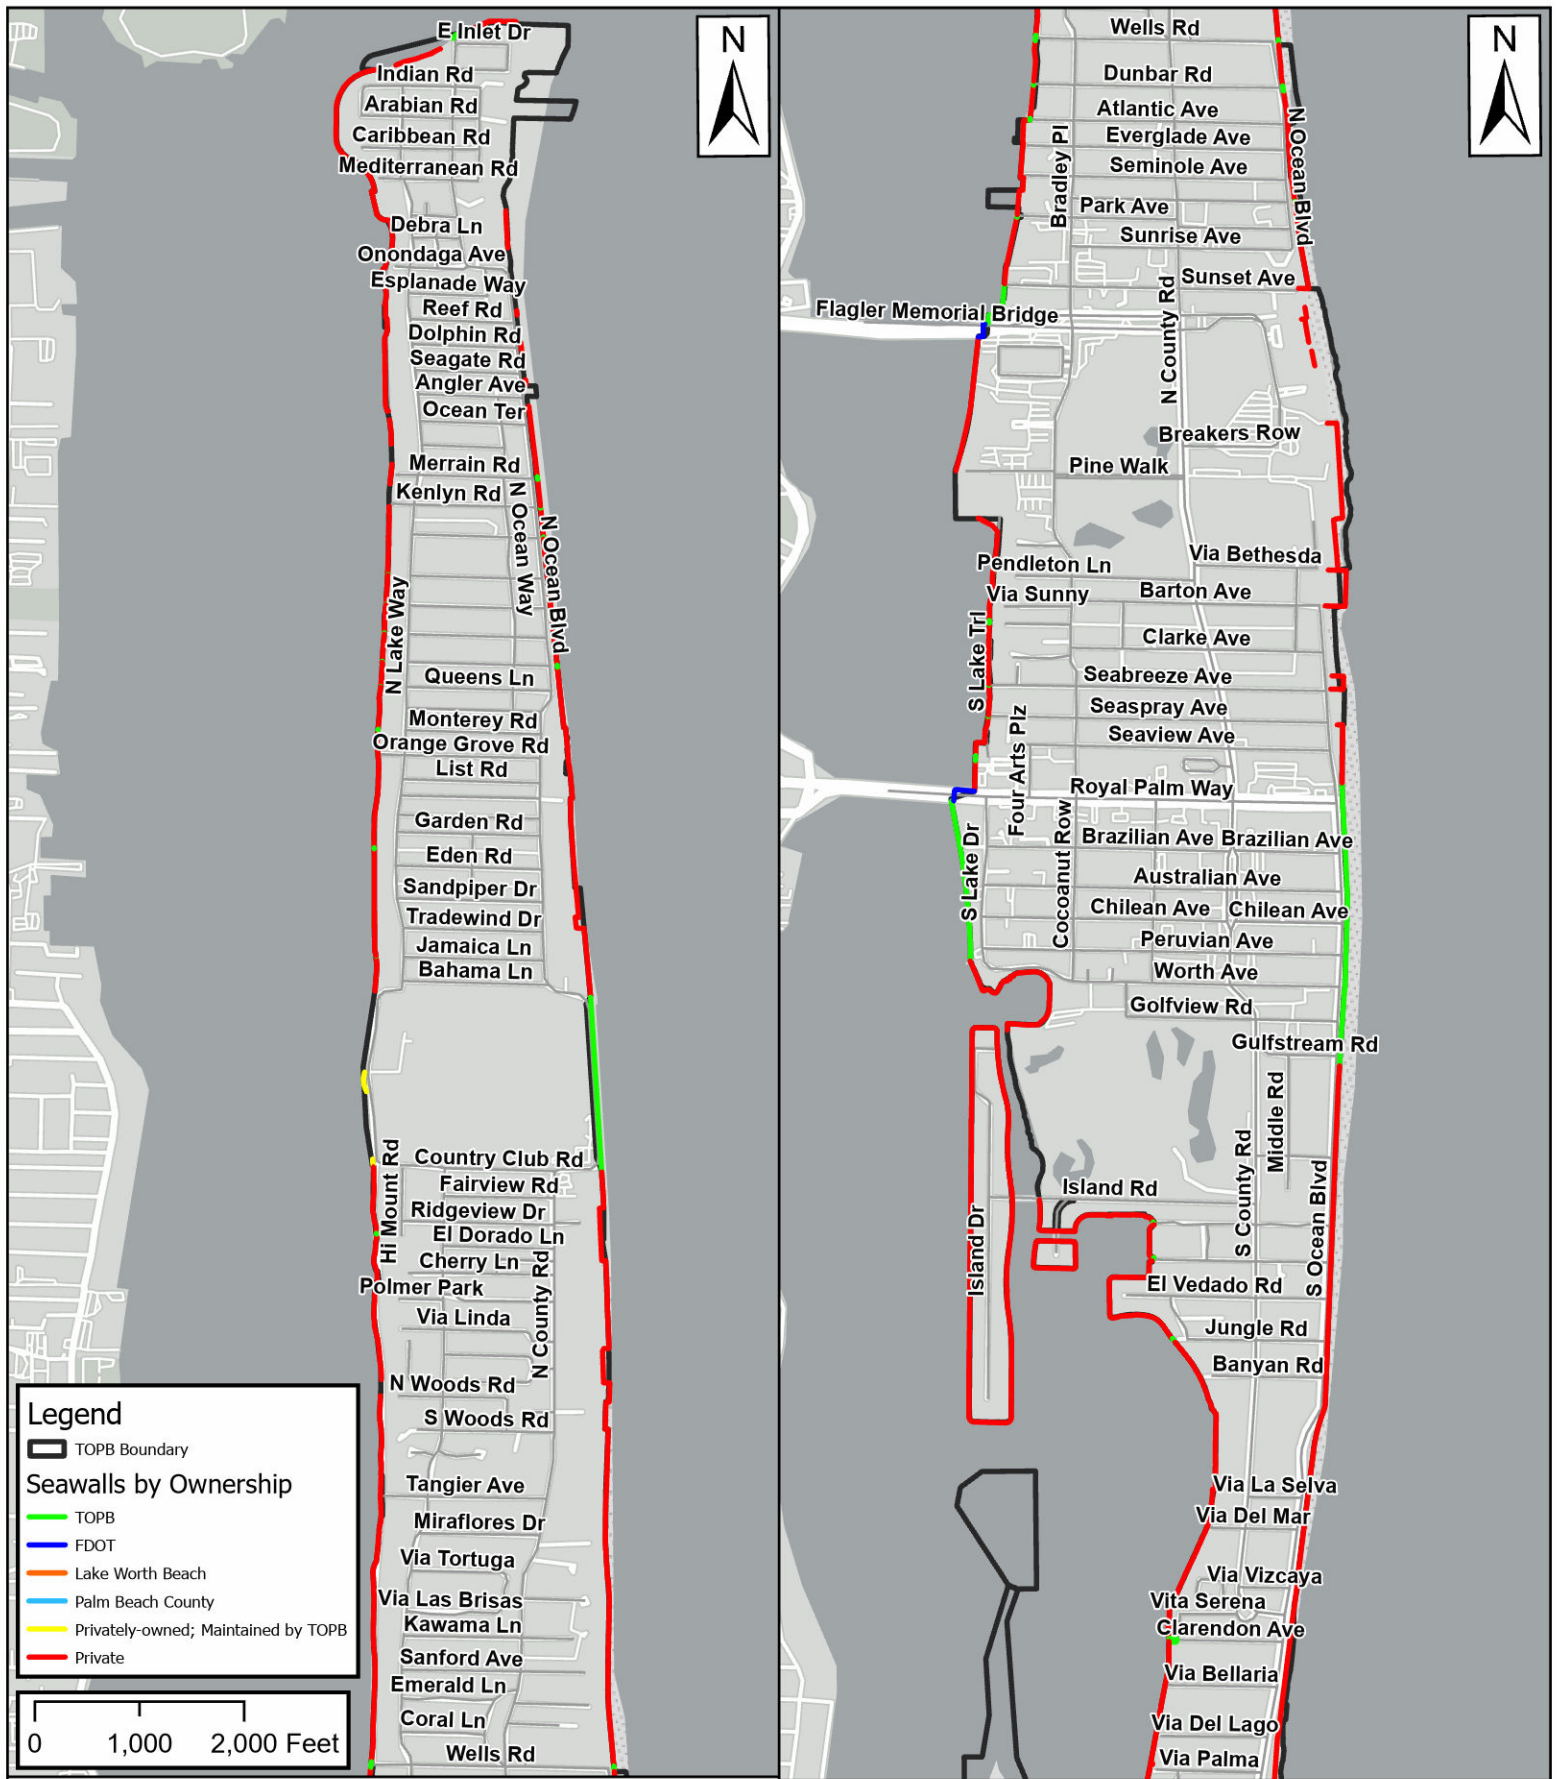 N
E Inlet Dr
Indian Rd
Arabian Rd
Caribbean Rd
Mediterranean Rd
Debra Ln
Onondaga Ave
Esplanade Way
Reef Rd
Dolphin Rd
Seagate Rd
Angler Ave
Ocean Ter
Merrain Rd
Kenlyn Rd
N Ocean Way
N Ocean Blvd
N Lake Way
Queens Ln
Monterey Rd
Orange Grove Rd
List Rd
Garden Rd
Eden Rd
Sandpiper Dr
Tradewind Dr
Jamaica Ln
Bahama Ln
Hi Mount Rd
Country Club Rd
Fairview Rd
Ridgeview Dr
El Dorado Ln
Cherry Ln
N County Rd
Polmer Park
Via Linda
N Woods Rd
S Woods Rd
Tangier Ave
Miraflores Dr
Via Tortuga
Via Las Brisas
Kawama Ln
Sanford Ave
Emerald Ln
Coral Ln
Wells Rd
Legend
TOPB Boundary
Seawalls by Ownership
TOPB
FDOT
Lake Worth Beach
Palm Beach County
Privately-owned; Maintained by TOPB
Private
0 1,000 2,000 Feet
N
Wells Rd
Dunbar Rd
Atlantic Ave
Everglade Ave
Seminole Ave
Bradley Pl
N Ocean Blvd
Park Ave
Sunrise Ave
Sunset Ave
N County Rd
Flagler Memorial Bridge
Breakers Row
Pine Walk
Via Bethesda
Pendleton Ln
Barton Ave
Via Sunny
Clarke Ave
S Lake Trl
Seabreeze Ave
Seaspray Ave
Seaview Ave
Four Arts Plz
Royal Palm Way
Cocoanut Row
S Lake Dr
Brazilian Ave Brazilian Ave
Australian Ave
Chilean Ave Chilean Ave
Peruvian Ave
Worth Ave
Golfview Rd
Gulfstream Rd
Middle Rd
S County Rd
S Ocean Blvd
Island Rd
Island Dr
El Vedado Rd
Jungle Rd
Banyan Rd
Via La Selva
Via Del Mar
Via Vizcaya
Vita Serena
Clarendon Ave
Via Bellaria
Via Del Lago
Via Palma